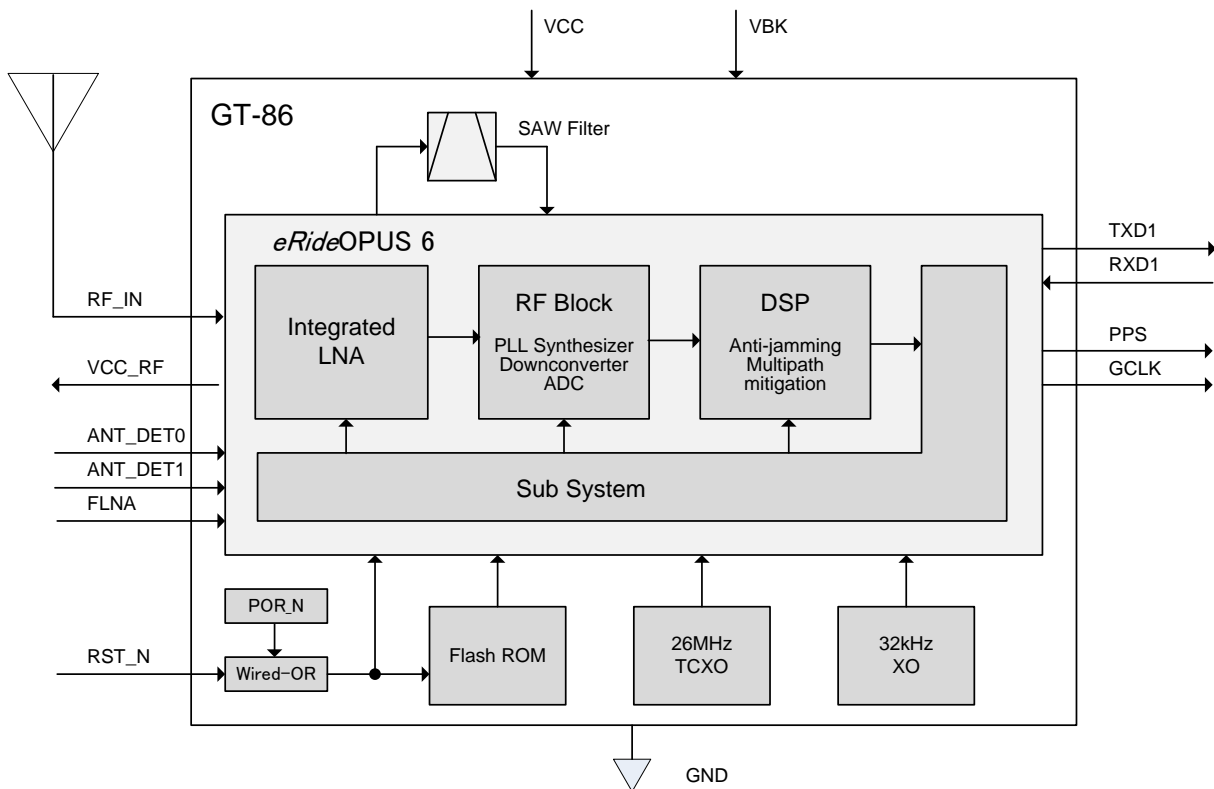 VCC
VBK
GT-86
SAW Filter
eRideOPUS 6
TXD1
RXD1
RF_IN
Integrated
LNA
RF Block
PLL Synthesizer
Downconverter
ADC
DSP
Anti-jamming
Multipath
mitigation
PPS
GCLK
VCC_RF
ANT_DET0
ANT_DET1
FLNA
Sub System
POR_N
RST_N
Wired-OR
Flash ROM
26MHz
TCXO
32kHz
XO
GND